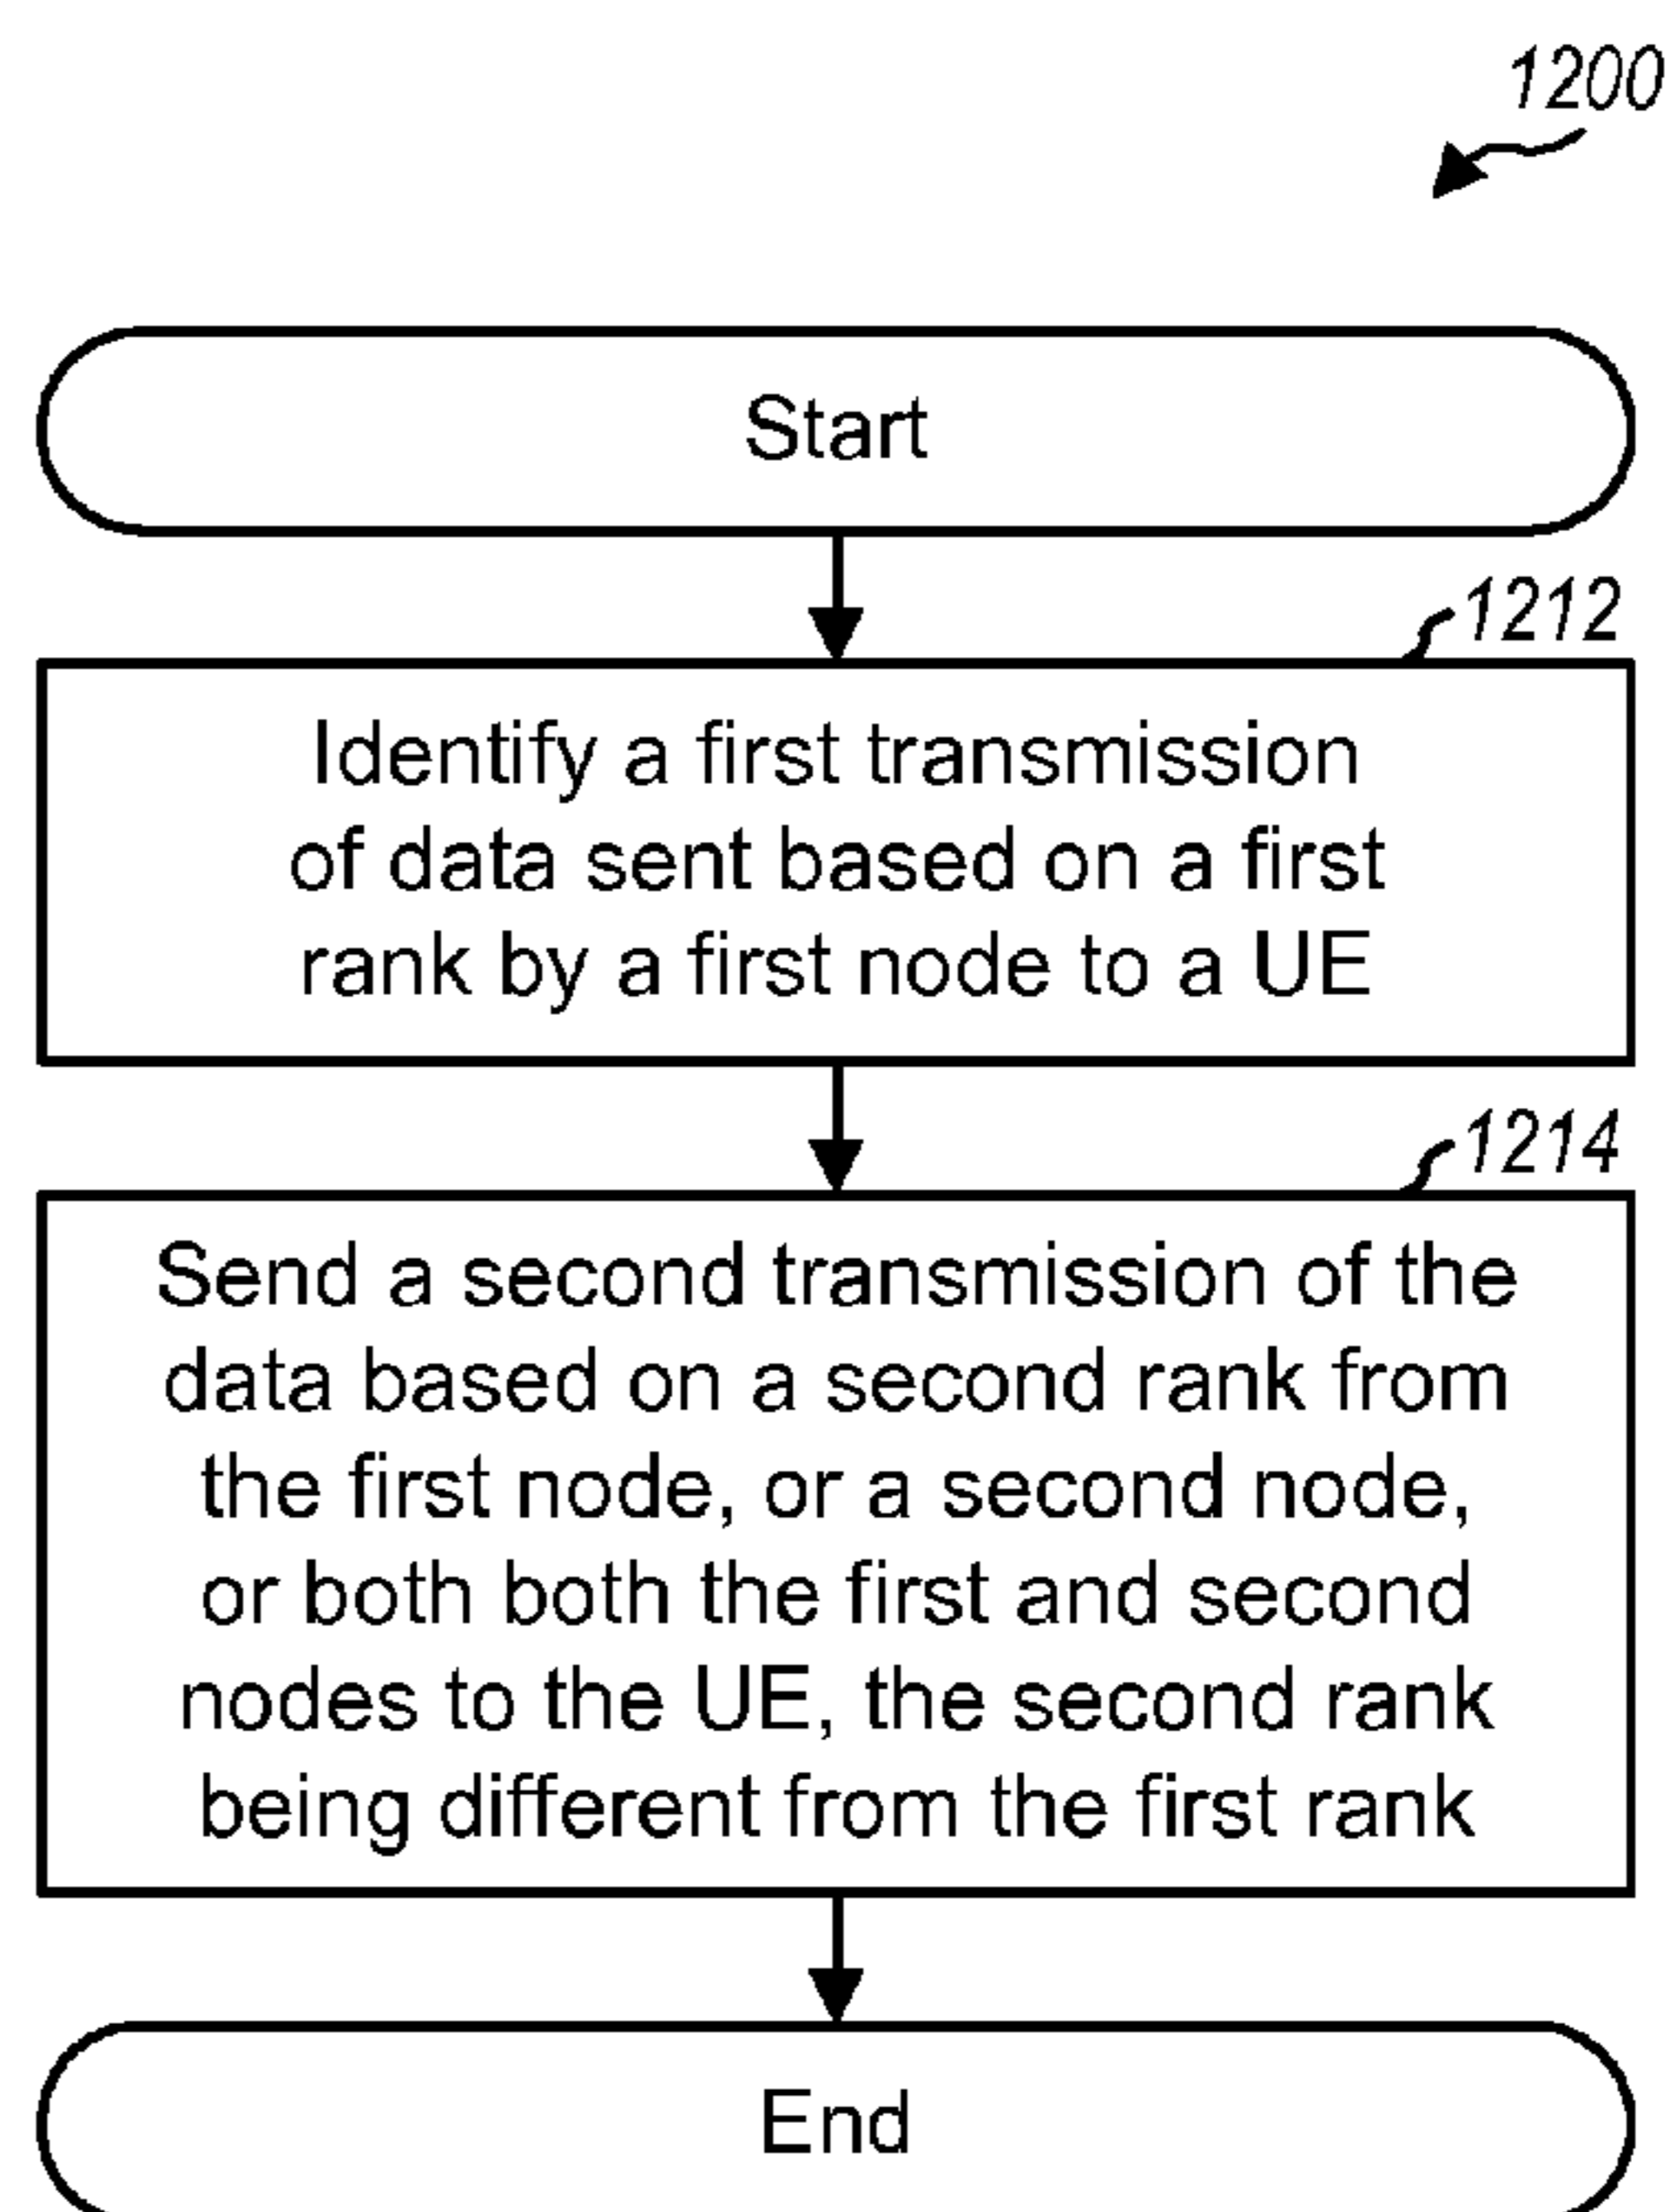 1200
Start
1212
Identify a first transmission
of data sent based on a first
rank by a first node to a UE
1214
Send a second transmission of the
data based on a second rank from
the first node, or a second node,
or both both the first and second
nodes to the UE, the second rank
being different from the first rank
End